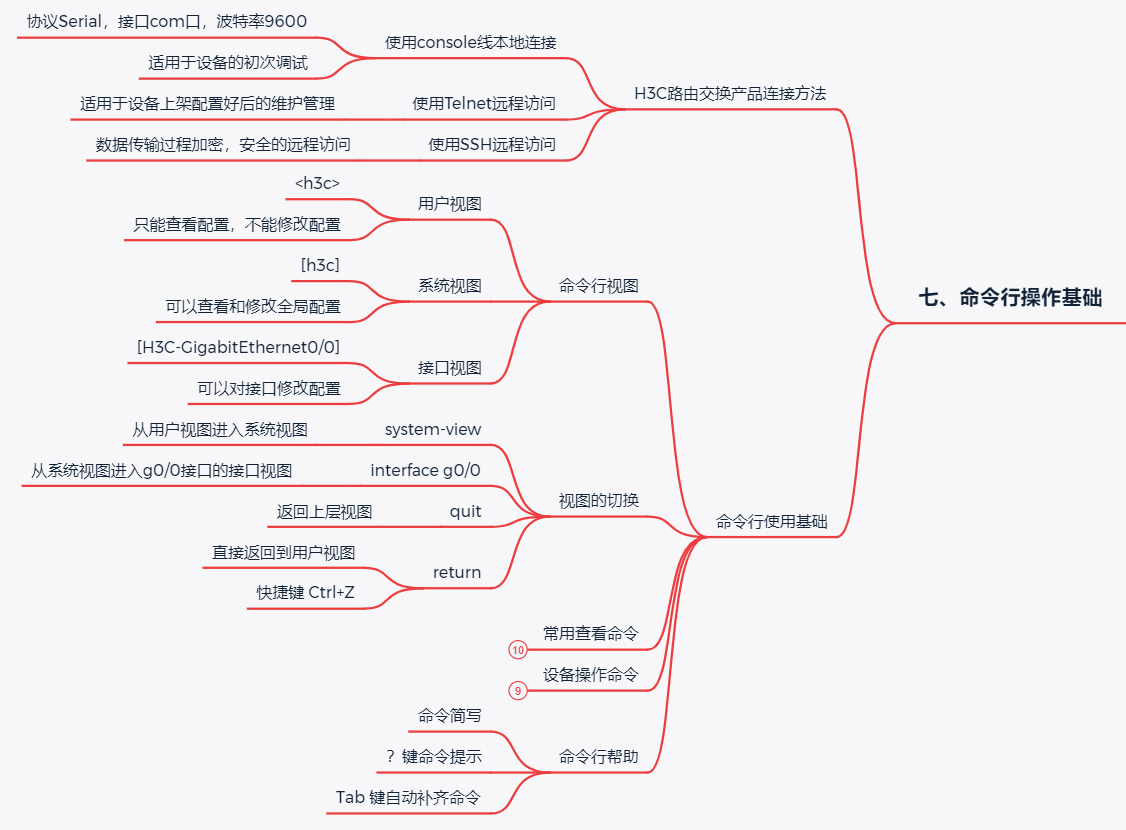 七、命令行操作基础
H3C路由交换产品连接方法
使用console线本地连接
协议Serial，接口com口，波特率9600
适用于设备的初次调试
使用Telnet远程访问
适用于设备上架配置好后的维护管理
使用SSH远程访问
数据传输过程加密，安全的远程访问
命令行使用基础
命令行视图
用户视图
<h3c>
只能查看配置，不能修改配置
系统视图
[h3c]
可以查看和修改全局配置
接口视图
[H3C-GigabitEthernet0/0]
可以对接口修改配置
视图的切换
system-view
从用户视图进入系统视图
interface g0/0
从系统视图进入g0/0接口的接口视图
quit
返回上层视图
return
直接返回到用户视图
快捷键 Ctrl+Z
常用查看命令
10
设备操作命令
9
命令行帮助
命令简写
？键命令提示
Tab 键自动补齐命令